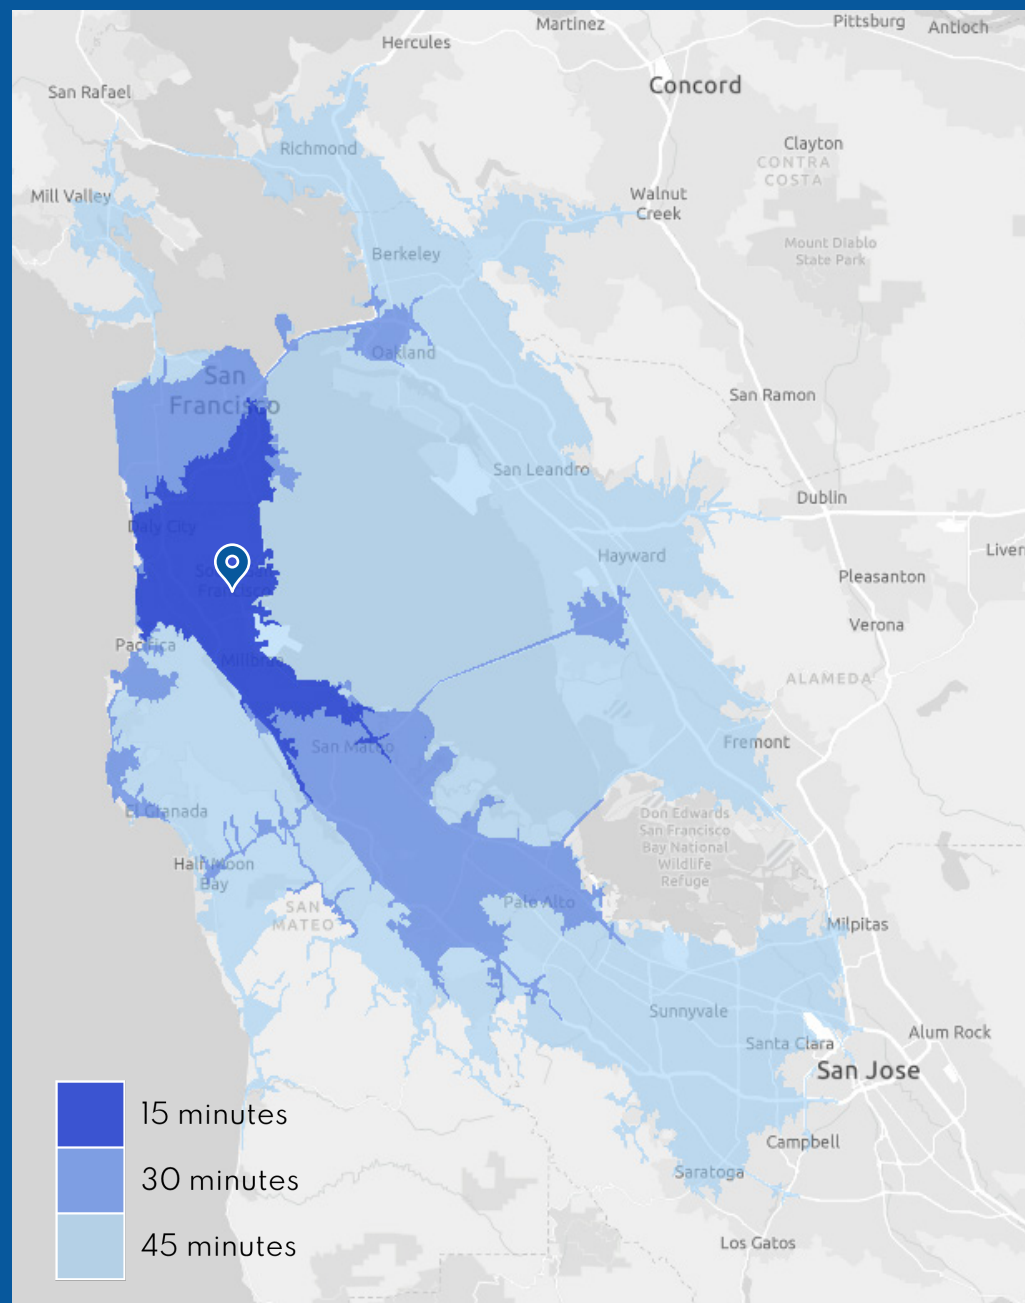 Martinez
Pittsburg
Antioch
Hercules
Concord
San Rafael
Richmond
Clayton
CONTRA
COSTA
Mill Valley
Walnut
Creek
Berkeley
Mount Diablo
State Park
Oakland
San
Francisco
San Ramon
San Leandro
Dublin
Daly City
Hayward
Liver
Pleasanton
Francisco
Verona
Pacifica
Millbrae
ALAMEDA
San Mateo
Fremont
El Granada
Don Edwards
San Francisco
Bay National
Wildlife
Refuge
Half Moon
Bay
SAN
MATEO
Palo Alto
Milpitas
Sunnyvale
Santa Clara
Alum Rock
San Jose
15 minutes
Campbell
30 minutes
Saratoga
45 minutes
Los Gatos